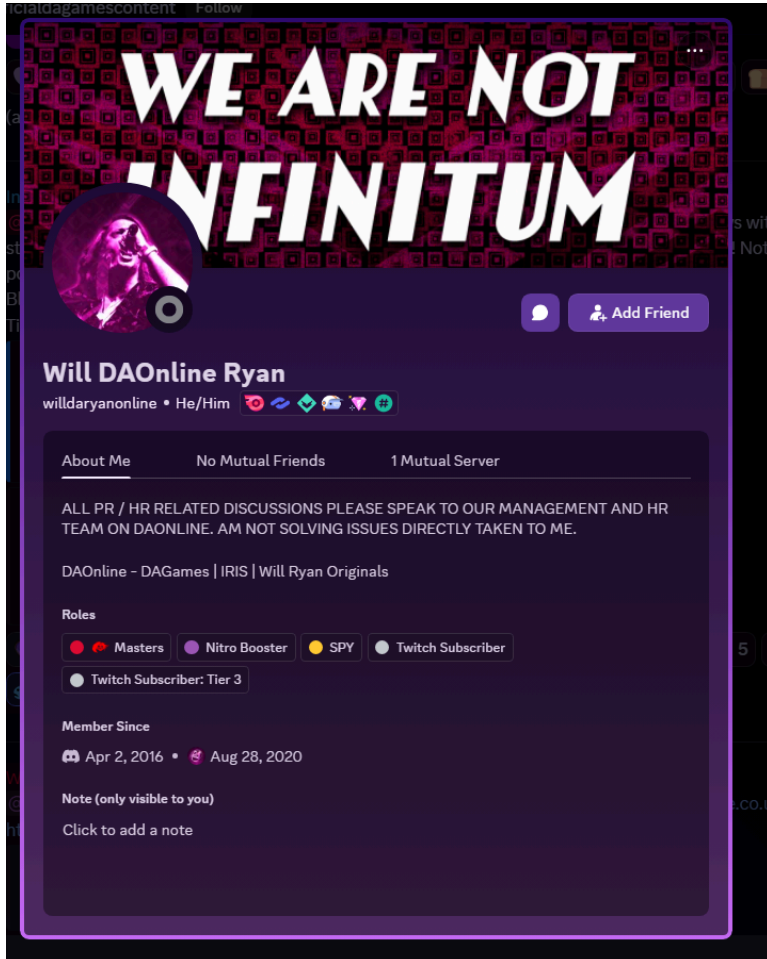 icialdagamescontent Follow
WE ARE NOT
INFINITUM
Add Friend
Will DAOnline Ryan
willdaryanonline • He/Him
About Me No Mutual Friends 1 Mutual Server
ALL PR / HR RELATED DISCUSSIONS PLEASE SPEAK TO OUR MANAGEMENT AND HR
TEAM ON DAONLINE. AM NOT SOLVING ISSUES DIRECTLY TAKEN TO ME.
DAOnline - DAGames | IRIS | Will Ryan Originals
Roles
Masters Nitro Booster SPY Twitch Subscriber
Twitch Subscriber: Tier 3
Member Since
Apr 2, 2016 • Aug 28, 2020
Note (only visible to you)
Click to add a note